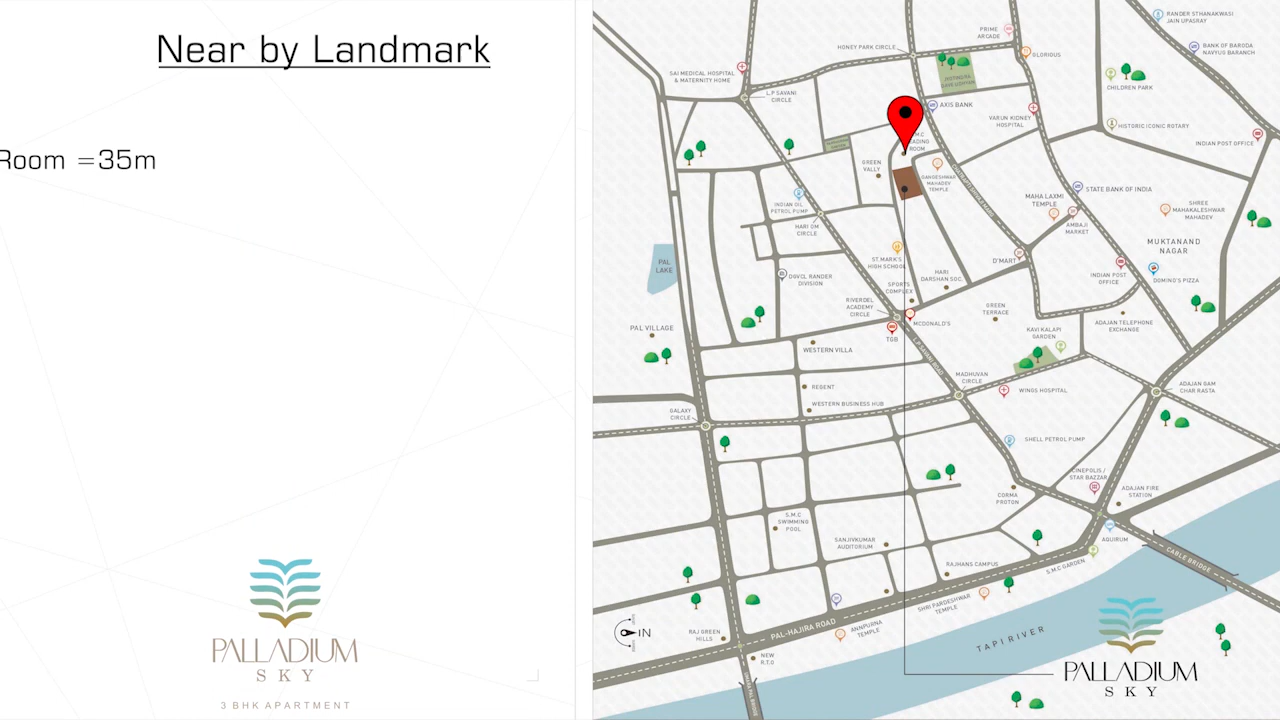 Near by Landmark
Room =35m
PALLADIUM
SKY
3 BHK APARTMENT
PRIME
ARCADE
RANDER STHANAKWASI
JAIN UPASRAY
HONEY PARK CIRCLE
GLORIOUS
BANK OF BARODA
NAVYUG BARANCH
SAI MEDICAL HOSPITAL
& MATERNITY HOME
L.P SAVANI
CIRCLE
CHILDREN PARK
AXIS BANK
VARUN KIDNEY
HOSPITAL
HISTORIC ICONIC ROTARY
INDIAN POST OFFICE
ROOM
GREEN
VALLY
GANGESHWAR
MAHADEV
TEMPLE
STATE BANK OF INDIA
MAHA LAXMI
TEMPLE
INDIAN OIL
PETROL PUMP
SHREE
MAHAKALESHWAR
MAHADEV
HARI OM
CIRCLE
AMBAJI
MARKET
MUKTANAND
NAGAR
PAL
LAKE
ST.MARK'S
HIGH SCHOOL
D'MART
DGVCL RANDER
DIVISION
HARI
DARSHAN SOC.
INDIAN POST
OFFICE
DOMINO'S PIZZA
SPORTS
COMPLEX
RIVERDEL
ACADEMY
CIRCLE
GREEN
TERRACE
MCDONALD'S
PAL VILLAGE
TGB
KAVI KALAPI
GARDEN
ADAJAN TELEPHONE
EXCHANGE
WESTERN VILLA
L.P SAVANI ROAD
MADHUVAN
CIRCLE
REGENT
WINGS HOSPITAL
ADAJAN GAM
CHAR RASTA
WESTERN BUSINESS HUB
GALAXY
CIRCLE
SHELL PETROL PUMP
CINEPOLIS /
STAR BAZZAR
CORMA
PROTON
ADAJAN FIRE
STATION
S.M.C
SWIMMING
POOL
SANJIVKUMAR
AUDITORIUM
AQUIRUM
CABLE BRIDGE
RAJHANS CAMPUS
S.M.C GARDEN
SHRI PARDESHWAR
TEMPLE
PAL-HAJIRA ROAD
ANNPURNA
TEMPLE
IN
RAJ GREEN
HILLS
TAPI RIVER
NEW
R.T.O
PALLADIUM
SKY